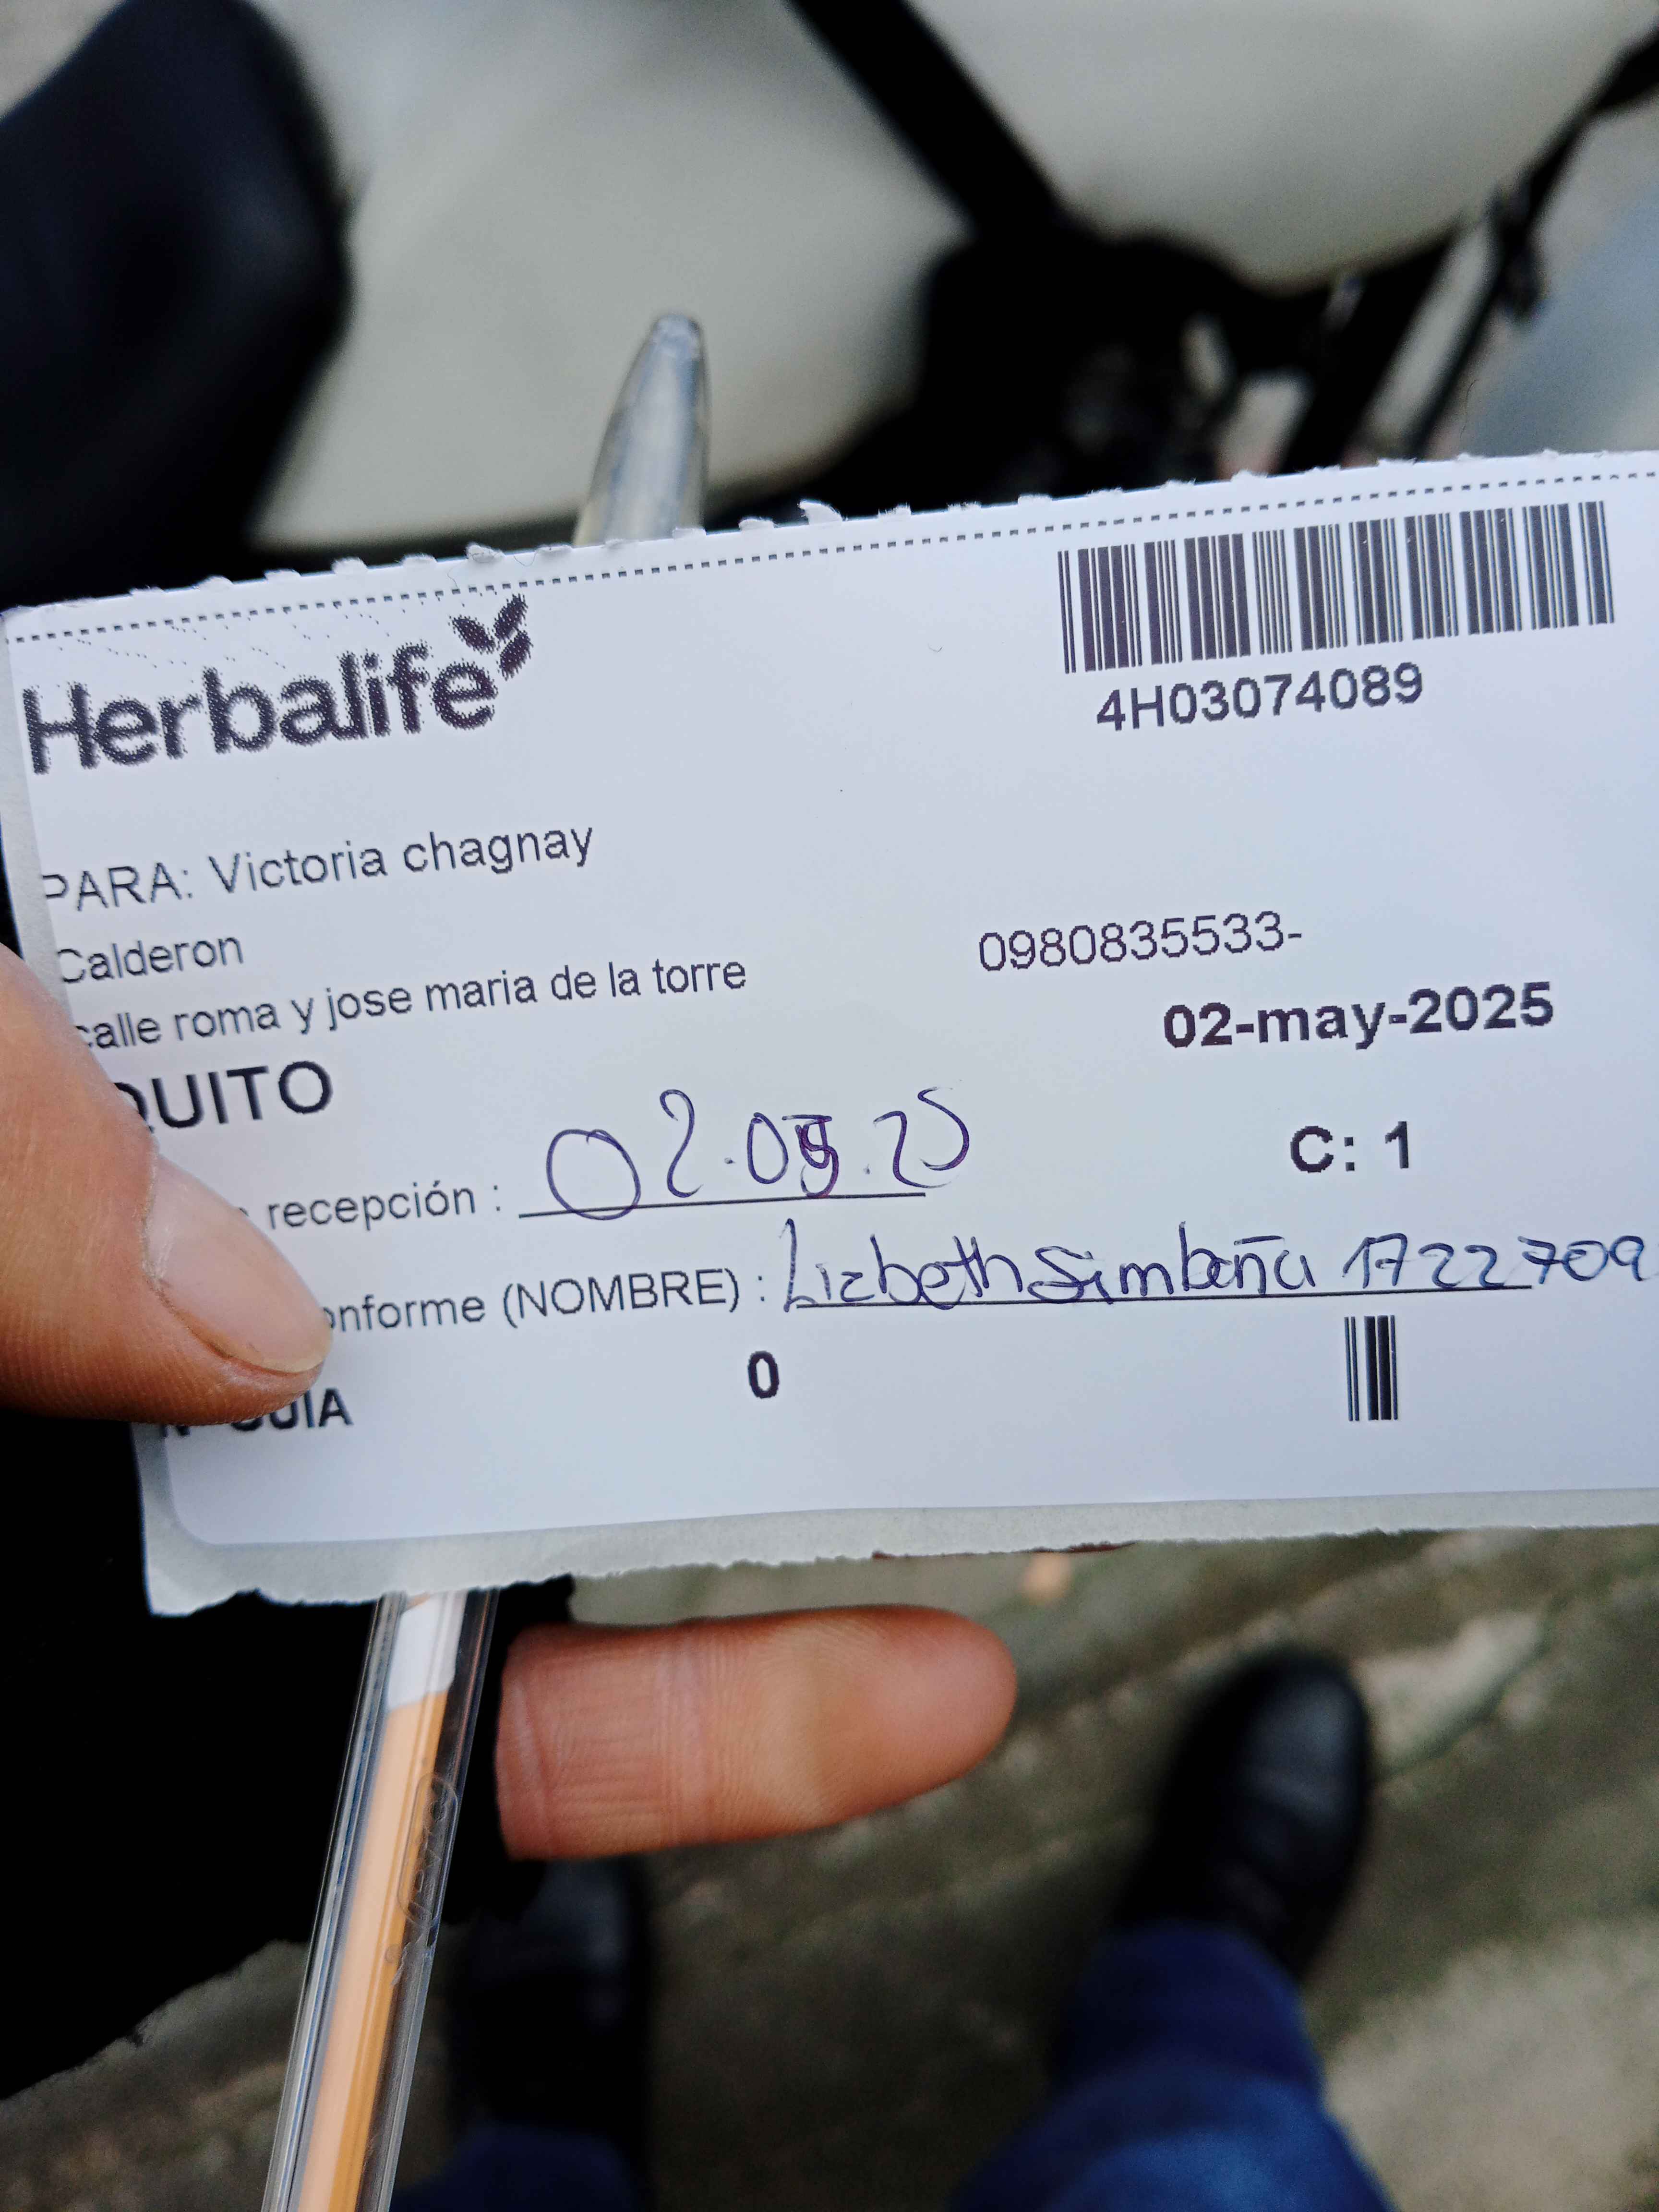 Herbalife
4H03074089
PARA: Victoria chagnay
Calderon
0980835533-
calle roma y jose maria de la torre
02-may-2025
QUITO
C: 1
recepción : 02.05.25
onforme (NOMBRE) : Lizbeth Simbaña 1722709
0
N° GUIA